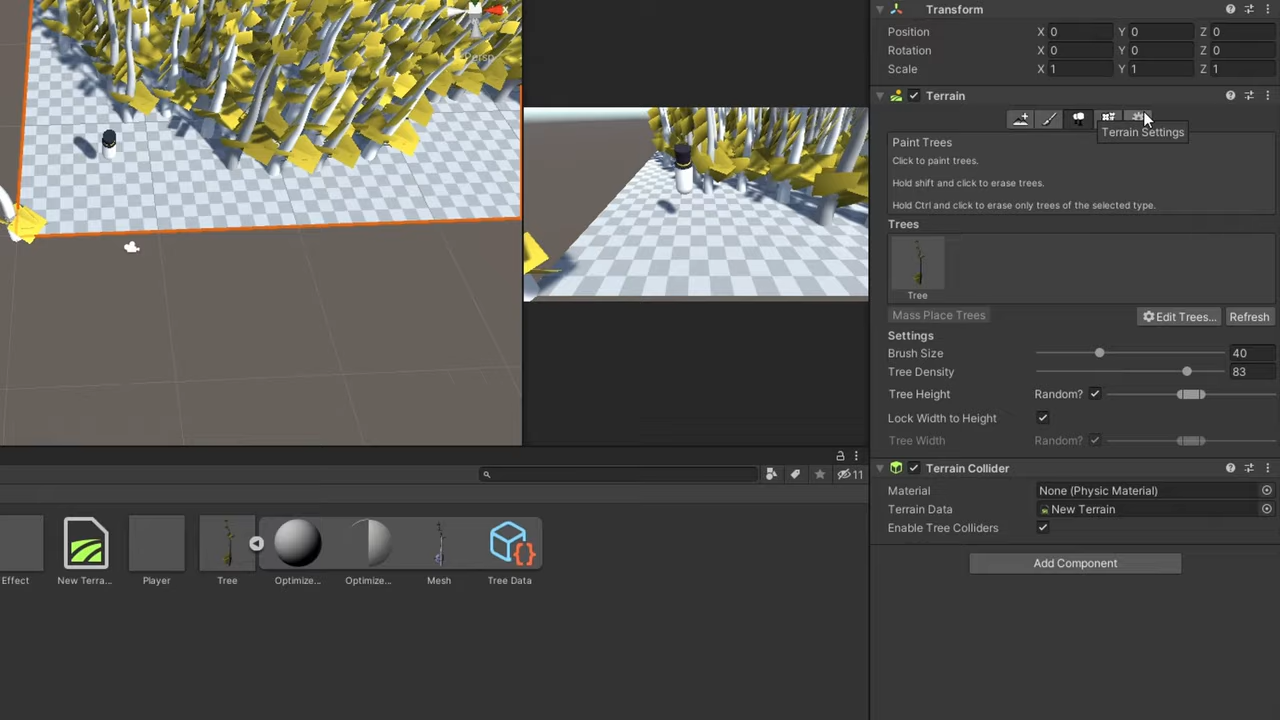 Persp
Transform
Position X 0 Y 0 Z 0
Rotation X 0 Y 0 Z 0
Scale X 1 Y 1 Z 1
Terrain
Terrain Settings
Paint Trees
Click to paint trees.
Hold shift and click to erase trees.
Hold Ctrl and click to erase only trees of the selected type.
Trees
Tree
Mass Place Trees Edit Trees... Refresh
Settings
Brush Size 40
Tree Density 83
Tree Height Random?
Lock Width to Height
Tree Width Random?
Terrain Collider
Material None (Physic Material)
Terrain Data New Terrain
Enable Tree Colliders
Add Component
11
Effect New Terra... Player Tree Optimize... Optimize... Mesh Tree Data